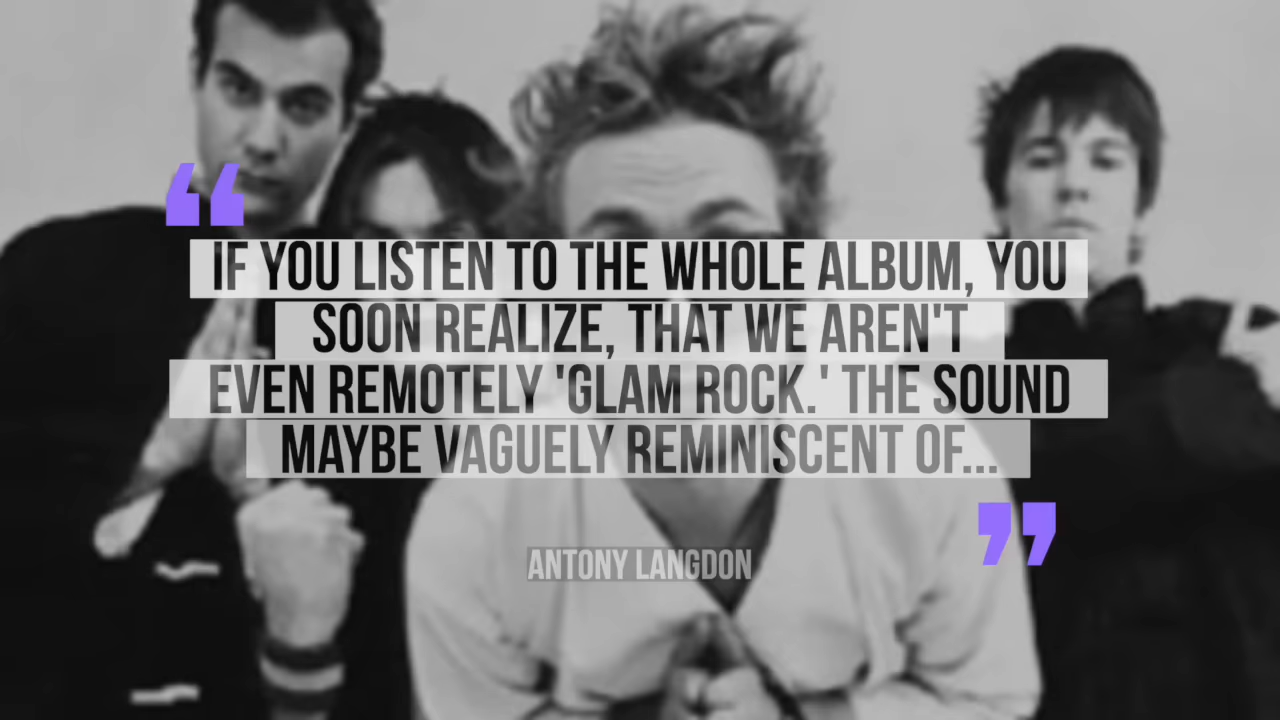 “
IF YOU LISTEN TO THE WHOLE ALBUM, YOU
SOON REALIZE, THAT WE AREN'T
EVEN REMOTELY 'GLAM ROCK.' THE SOUND
MAYBE VAGUELY REMINISCENT OF...
”
ANTONY LANGDON